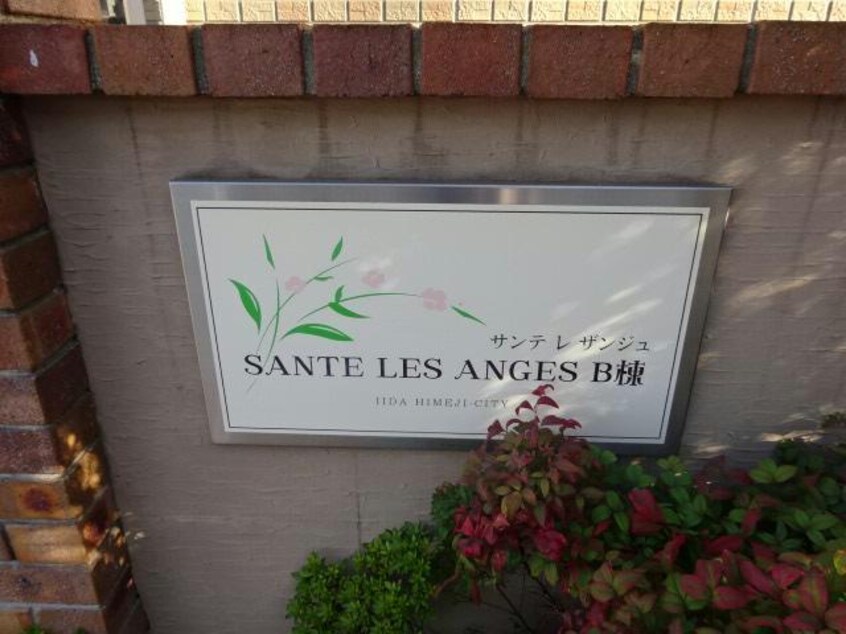 サンテ レ ザンジュ
SANTE LES ANGES B棟
IIDA HIMEJI-CITY